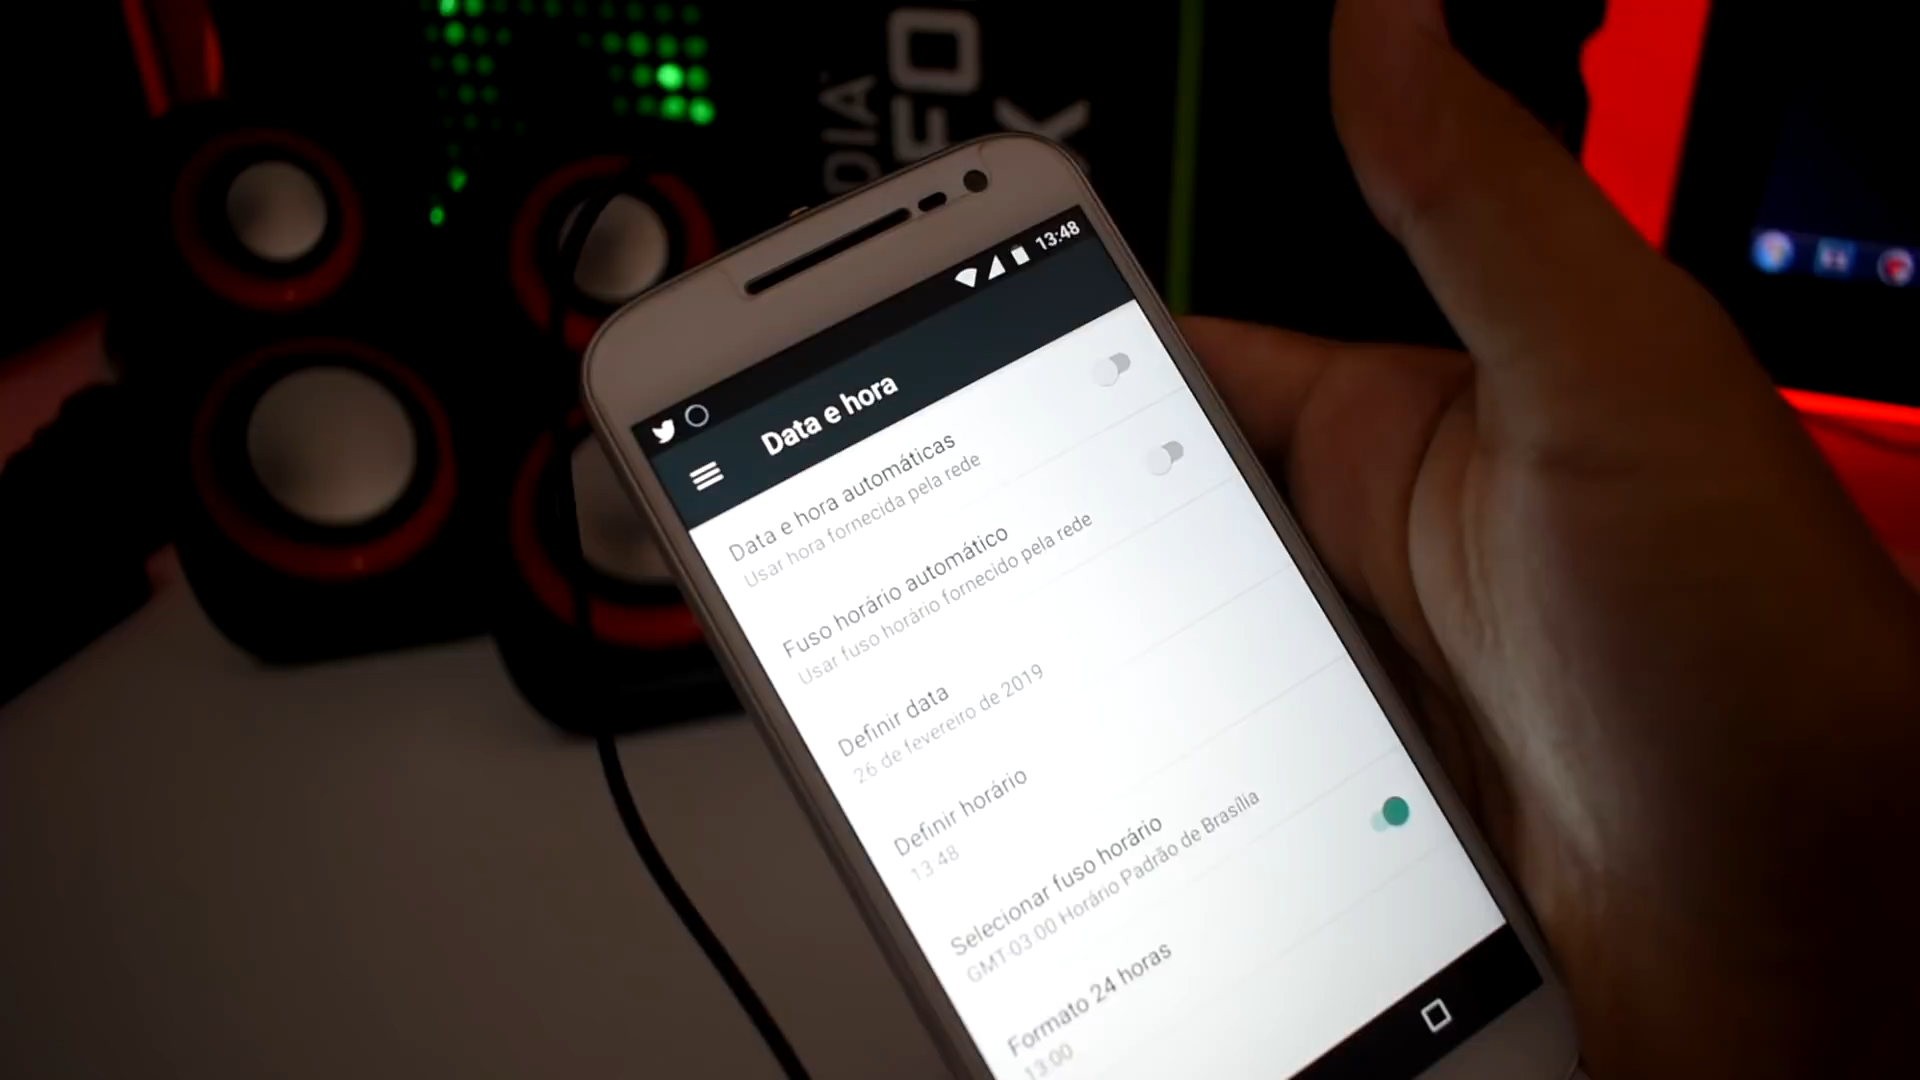 13:48
Data e hora
Data e hora automáticas
Usar hora fornecida pela rede
Fuso horário automático
Usar fuso horário fornecido pela rede
Definir data
26 de fevereiro de 2019
Definir horário
13:48
Selecionar fuso horário
GMT-03:00 Horário Padrão de Brasília
Formato 24 horas
13:00